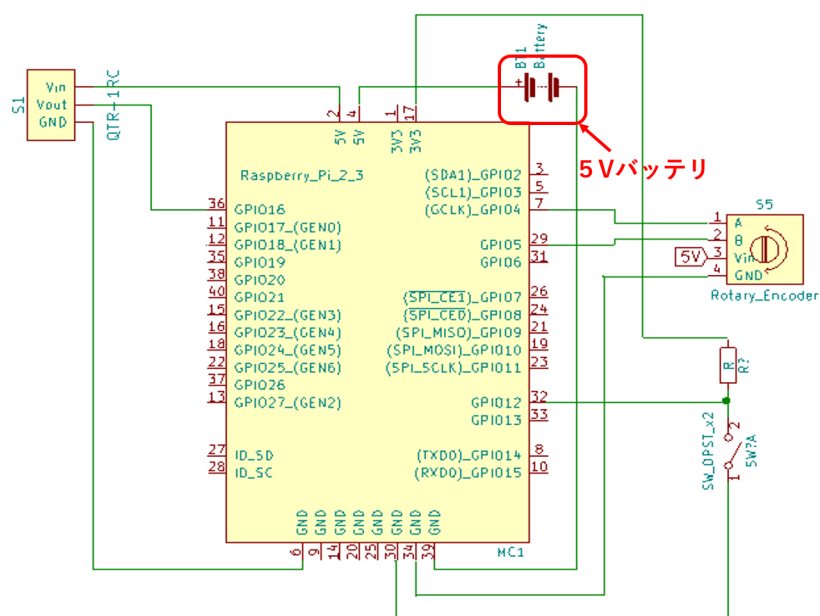 BT1
Battery
+
5Vバッテリ
S1
Vin
Vout
GND
QTR-1RC
2
4
1
17
5V
5V
3V3
3V3
Raspberry_Pi_2_3
36 GPIO16
11 GPIO17_(GEN0)
12 GPIO18_(GEN1)
35 GPIO19
38 GPIO20
40 GPIO21
15 GPIO22_(GEN3)
16 GPIO23_(GEN4)
18 GPIO24_(GEN5)
22 GPIO25_(GEN6)
37 GPIO26
13 GPIO27_(GEN2)
27 ID_SD
28 ID_SC
(SDA1)_GPIO2 3
(SCL1)_GPIO3 5
(GCLK)_GPIO4 7
GPIO5 29
GPIO6 31
(SPI_CE1)_GPIO7 26
(SPI_CE0)_GPIO8 24
(SPI_MISO)_GPIO9 21
(SPI_MOSI)_GPIO10 19
(SPI_SCLK)_GPIO11 23
GPIO12 32
GPIO13 33
(TXD0)_GPIO14 8
(RXD0)_GPIO15 10
GND
GND
GND
GND
GND
GND
GND
GND
6
9
14
20
25
30
34
39
MC1
S5
1 A
2 B
5V 3 Vin
4 GND
Rotary_Encoder
R
R?
SW_DPST_x2
2
1
SW?A